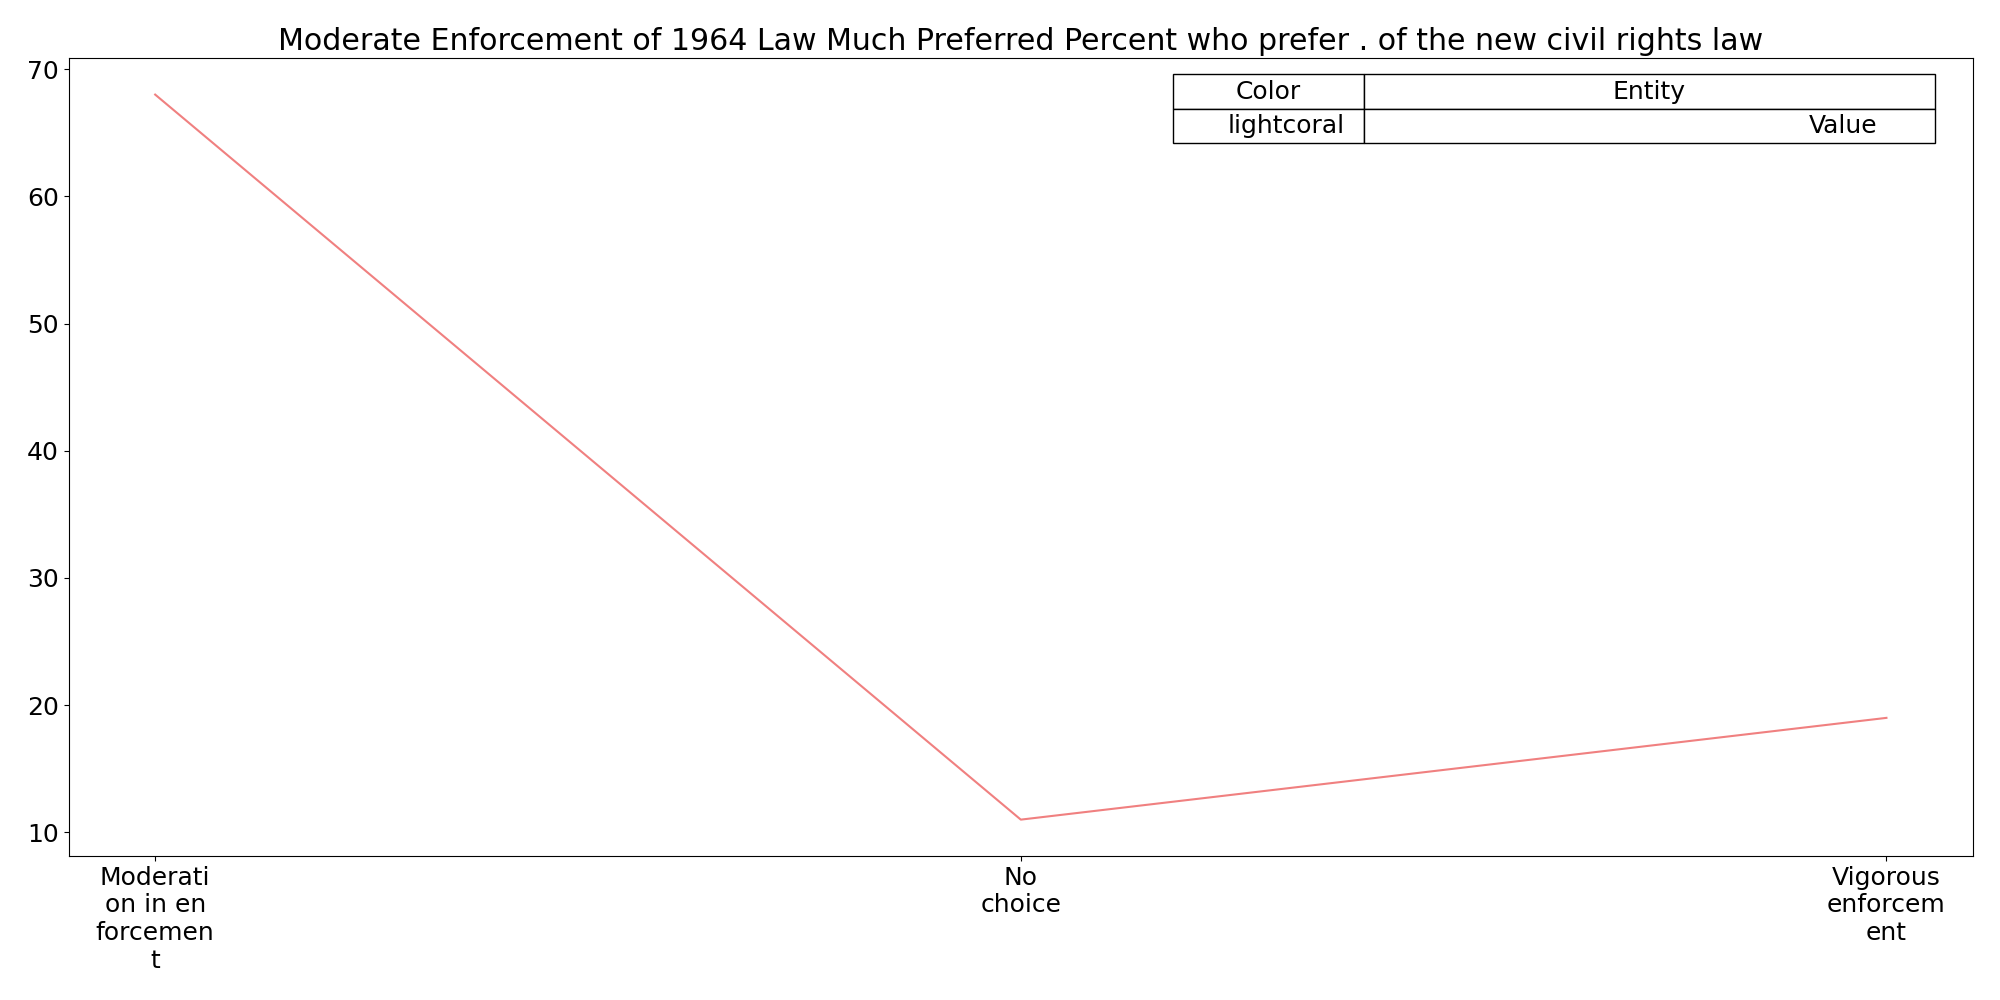 Moderate Enforcement of 1964 Law Much Preferred Percent who prefer . of the new civil rights law
Color Entity
lightcoral Value
70
60
50
40
30
20
10
Moderati
on in en
forcemen
t
No
choice
Vigorous
enforcem
ent